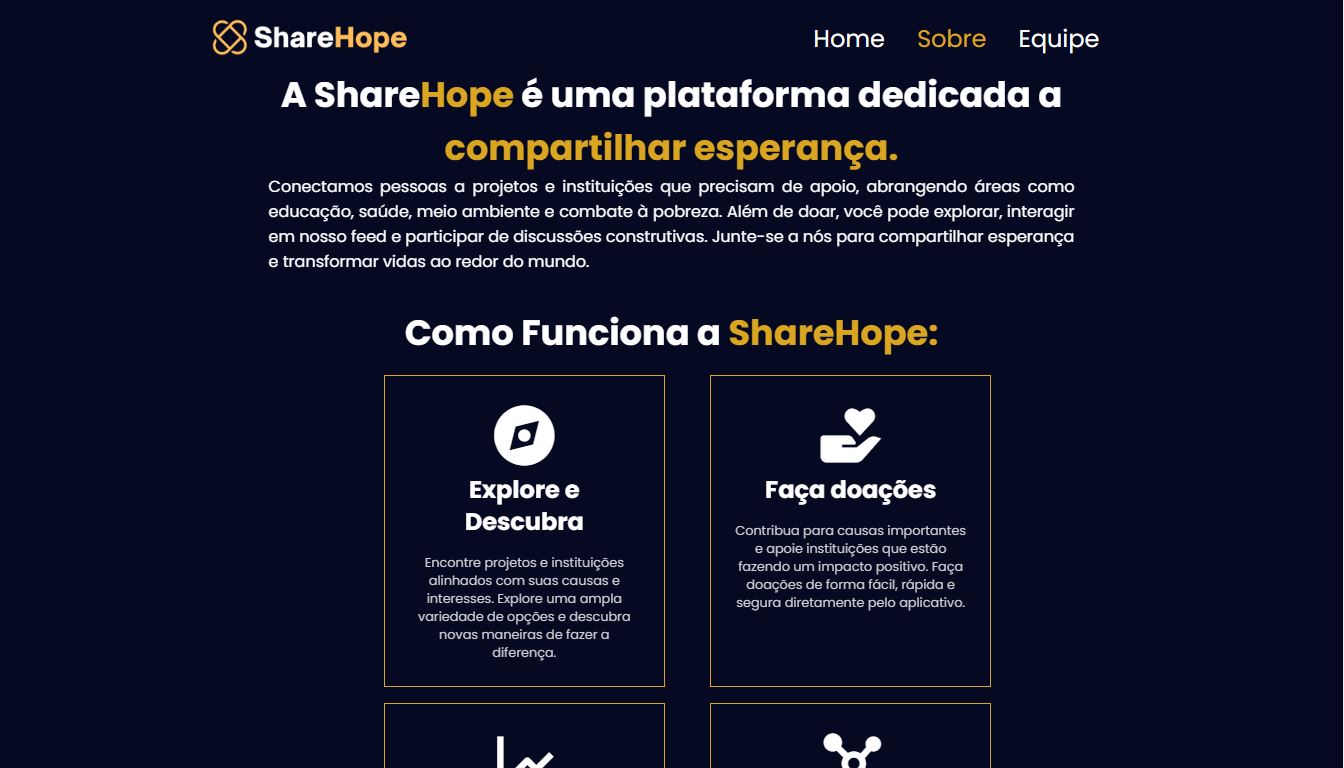 ShareHope
Home Sobre Equipe
A ShareHope é uma plataforma dedicada a
compartilhar esperança.
Conectamos pessoas a projetos e instituições que precisam de apoio, abrangendo áreas como
educação, saúde, meio ambiente e combate à pobreza. Além de doar, você pode explorar, interagir
em nosso feed e participar de discussões construtivas. Junte-se a nós para compartilhar esperança
e transformar vidas ao redor do mundo.
Como Funciona a ShareHope:
Explore e
Descubra
Encontre projetos e instituições
alinhados com suas causas e
interesses. Explore uma ampla
variedade de opções e descubra
novas maneiras de fazer a
diferença.
Faça doações
Contribua para causas importantes
e apoie instituições que estão
fazendo um impacto positivo. Faça
doações de forma fácil, rápida e
segura diretamente pelo aplicativo.